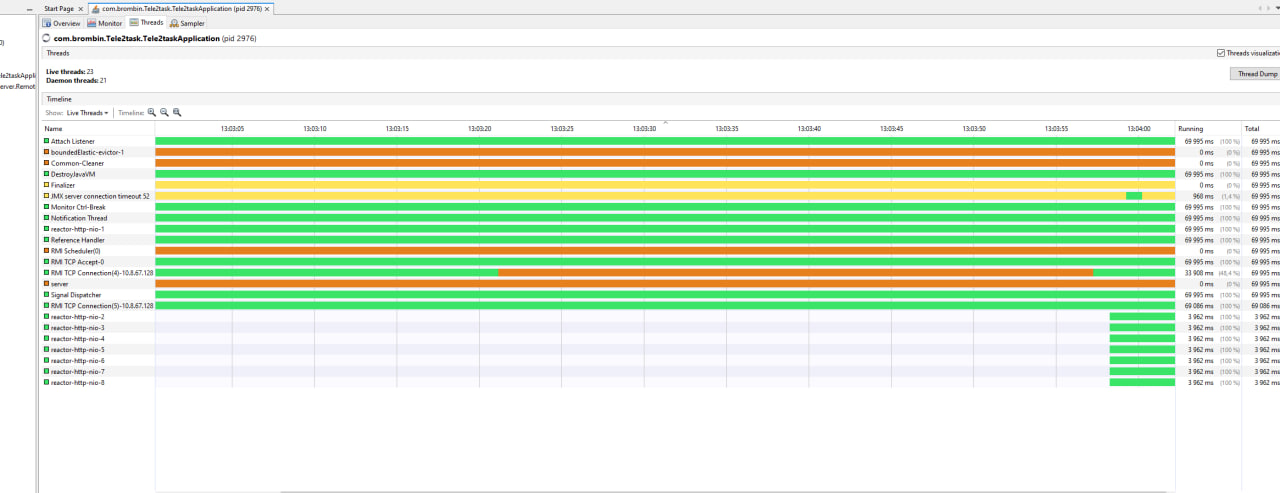 Start Page
com.brombin.Tele2task.Tele2taskApplication (pid 2976)
Overview Monitor Threads Sampler
com.brombin.Tele2task.Tele2taskApplication (pid 2976)
Threads
Threads visualizatio
Live threads: 23
Daemon threads: 21
Thread Dump
le2taskAppli
erver.Remot
Timeline
Show: Live Threads Timeline:
Name 13:03:05 13:03:10 13:03:15 13:03:20 13:03:25 13:03:30 13:03:35 13:03:40 13:03:45 13:03:50 13:03:55 13:04:00 Running Total
Attach Listener 69 995 ms (100 %) 69 995 ms
boundedElastic-evictor-1 0 ms (0 %) 69 995 ms
Common-Cleaner 0 ms (0 %) 69 995 ms
DestroyJavaVM 69 995 ms (100 %) 69 995 ms
Finalizer 0 ms (0 %) 69 995 ms
JMX server connection timeout 52 968 ms (1,4 %) 69 995 ms
Monitor Ctrl-Break 69 995 ms (100 %) 69 995 ms
Notification Thread 69 995 ms (100 %) 69 995 ms
reactor-http-nio-1 69 995 ms (100 %) 69 995 ms
Reference Handler 69 995 ms (100 %) 69 995 ms
RMI Scheduler(0) 0 ms (0 %) 69 995 ms
RMI TCP Accept-0 69 995 ms (100 %) 69 995 ms
RMI TCP Connection(4)-10.8.67.128 33 908 ms (48,4 %) 69 995 ms
server 0 ms (0 %) 69 995 ms
Signal Dispatcher 69 995 ms (100 %) 69 995 ms
RMI TCP Connection(5)-10.8.67.128 69 086 ms (100 %) 69 086 ms
reactor-http-nio-2 3 962 ms (100 %) 3 962 ms
reactor-http-nio-3 3 962 ms (100 %) 3 962 ms
reactor-http-nio-4 3 962 ms (100 %) 3 962 ms
reactor-http-nio-5 3 962 ms (100 %) 3 962 ms
reactor-http-nio-6 3 962 ms (100 %) 3 962 ms
reactor-http-nio-7 3 962 ms (100 %) 3 962 ms
reactor-http-nio-8 3 962 ms (100 %) 3 962 ms